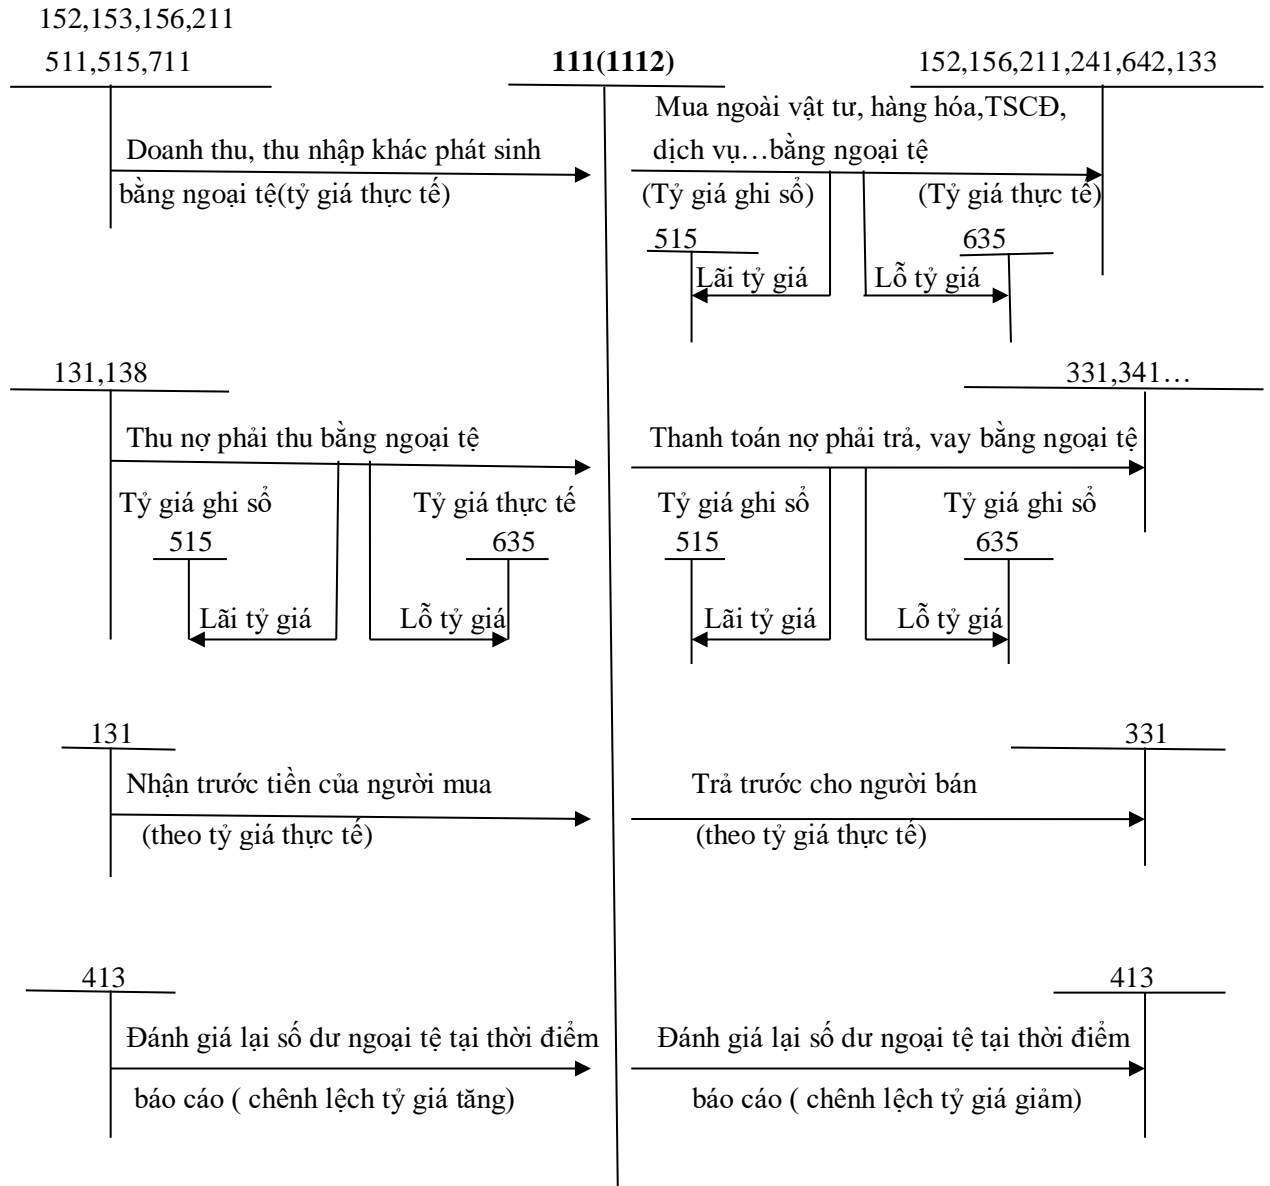 152,153,156,211
511,515,711
111(1112)
152,156,211,241,642,133
Doanh thu, thu nhập khác phát sinh
bằng ngoại tệ(tỷ giá thực tế)
Mua ngoài vật tư, hàng hóa,TSCĐ,
dịch vụ…bằng ngoại tệ
(Tỷ giá ghi sổ)
(Tỷ giá thực tế)
515
635
Lãi tỷ giá
Lỗ tỷ giá
131,138
331,341…
Thu nợ phải thu bằng ngoại tệ
Thanh toán nợ phải trả, vay bằng ngoại tệ
Tỷ giá ghi sổ
Tỷ giá thực tế
Tỷ giá ghi sổ
Tỷ giá ghi sổ
515
635
515
635
Lãi tỷ giá
Lỗ tỷ giá
Lãi tỷ giá
Lỗ tỷ giá
131
331
Nhận trước tiền của người mua
(theo tỷ giá thực tế)
Trả trước cho người bán
(theo tỷ giá thực tế)
413
413
Đánh giá lại số dư ngoại tệ tại thời điểm
báo cáo ( chênh lệch tỷ giá tăng)
Đánh giá lại số dư ngoại tệ tại thời điểm
báo cáo ( chênh lệch tỷ giá giảm)